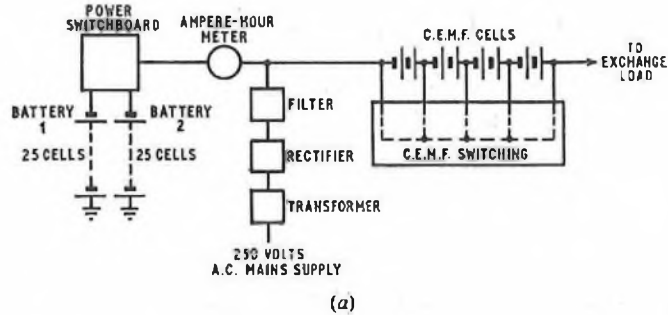 POWER
SWITCHBOARD
AMPERE-HOUR
METER
C.E.M.F. CELLS
TO
EXCHANGE
LOAD
BATTERY
1
BATTERY
2
FILTER
25 CELLS
25 CELLS
RECTIFIER
C.E.M.F. SWITCHING
TRANSFORMER
250 VOLTS
A.C. MAINS SUPPLY
(a)